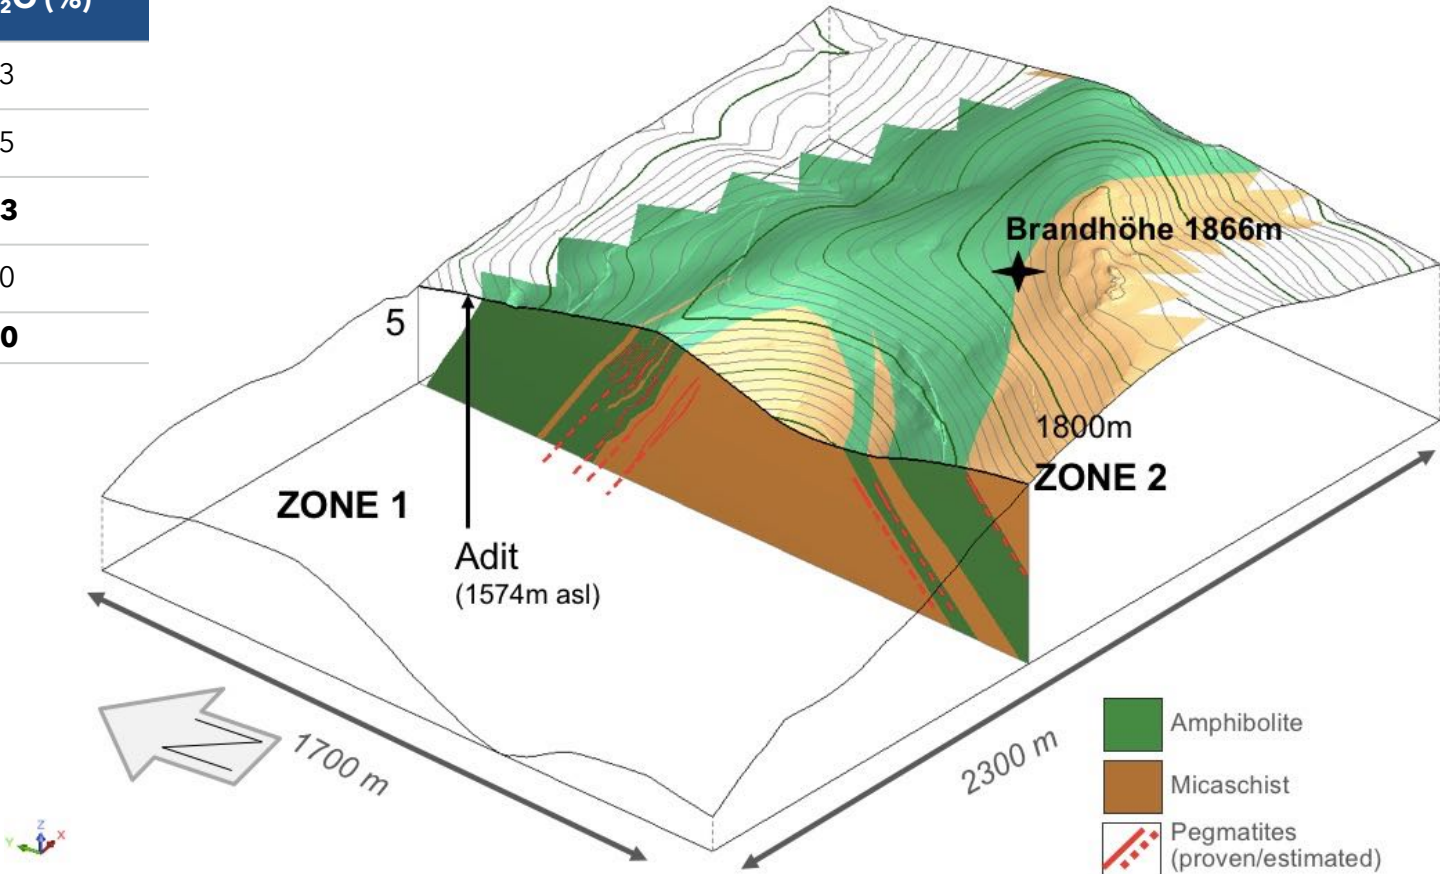 ₂O (%)
3
5
3
0
0
Brandhöhe 1866m
5
1800m
ZONE 2
ZONE 1
Adit
(1574m asl)
N
1700 m
2300 m
Amphibolite
Micaschist
Pegmatites
(proven/estimated)
Z
Y
X